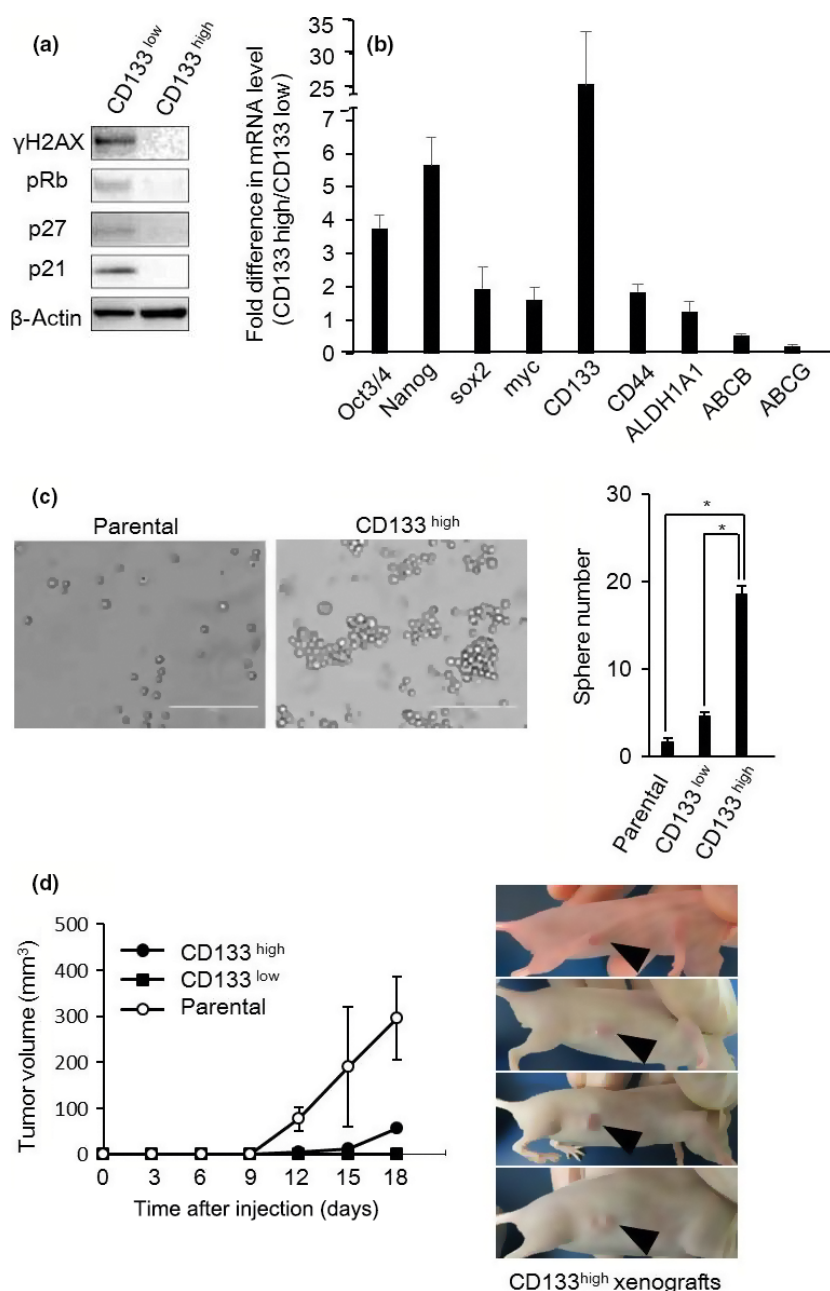 (a)
CD133 low
CD133 high
γH2AX
pRb
p27
p21
β-Actin
(b)
Fold difference in mRNA level
(CD133 high/CD133 low)
35
25
15
7
6
5
4
3
2
1
0
Oct3/4
Nanog
sox2
myc
CD133
CD44
ALDH1A1
ABCB
ABCG
(c)
Parental
CD133 high
Sphere number
30
20
10
0
*
*
Parental
CD133 low
CD133 high
(d)
Tumor volume (mm3)
500
400
300
200
100
0
CD133 high
CD133 low
Parental
0 3 6 9 12 15 18
Time after injection (days)
CD133high xenografts